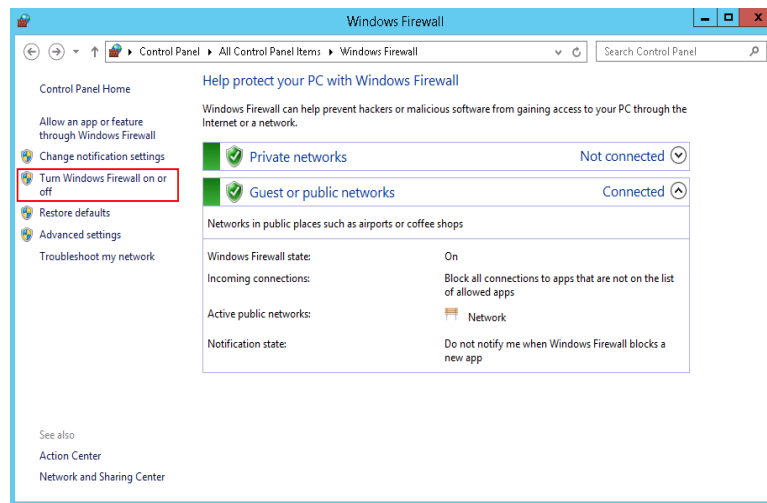 Windows Firewall
Control Panel
All Control Panel Items
Windows Firewall
Search Control Panel
Control Panel Home
Allow an app or feature
through Windows Firewall
Change notification settings
Turn Windows Firewall on or
off
Restore defaults
Advanced settings
Troubleshoot my network
See also
Action Center
Network and Sharing Center
Help protect your PC with Windows Firewall
Windows Firewall can help prevent hackers or malicious software from gaining access to your PC through the
Internet or a network.
Private networks
Not connected
Guest or public networks
Connected
Networks in public places such as airports or coffee shops
Windows Firewall state:
On
Incoming connections:
Block all connections to apps that are not on the list
of allowed apps
Active public networks:
Network
Notification state:
Do not notify me when Windows Firewall blocks a
new app